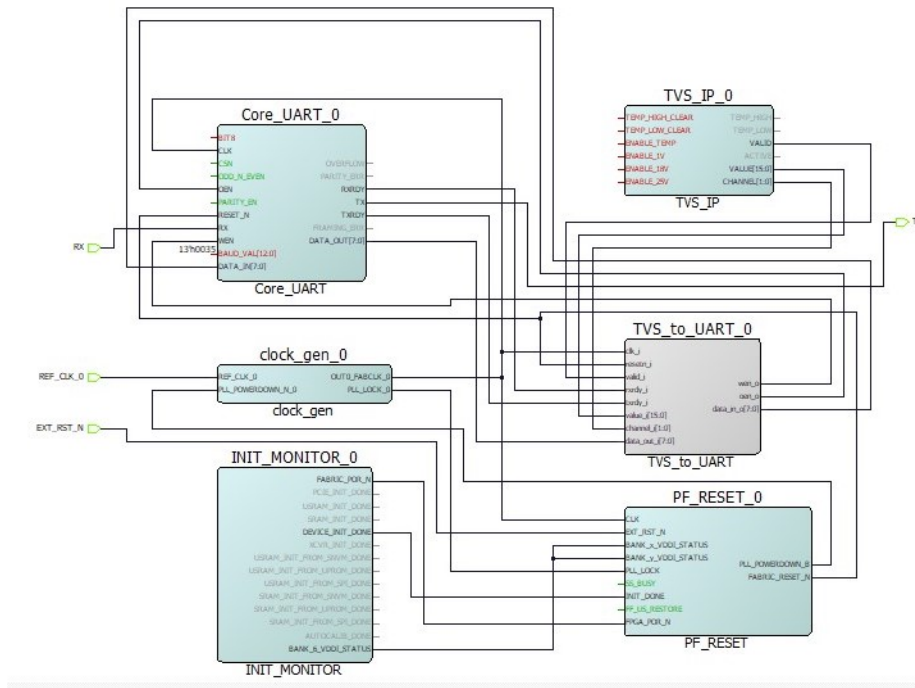 Core_UART_0
BIT8
CLK
CSN
ODD_N_EVEN
OEN
PARITY_EN
RESET_N
RX
WEN
13'h0035
BAUD_VAL[12:0]
DATA_IN[7:0]
OVERFLOW
PARITY_ERR
RXRDY
TX
TXRDY
FRAMING_ERR
DATA_OUT[7:0]
Core_UART
TVS_IP_0
TEMP_HIGH_CLEAR
TEMP_LOW_CLEAR
ENABLE_TEMP
ENABLE_1V
ENABLE_18V
ENABLE_25V
TEMP_HIGH
TEMP_LOW
VALID
ACTIVE
VALUE[15:0]
CHANNEL[1:0]
TVS_IP
RX
REF_CLK_0
EXT_RST_N
clock_gen_0
REF_CLK_0
PLL_POWERDOWN_N_0
OUT0_FABCLK_0
PLL_LOCK_0
clock_gen
TVS_to_UART_0
clk_i
resetn_i
valid_i
rxrdy_i
txrdy_i
value_i[15:0]
channel_i[1:0]
data_out_i[7:0]
wen_o
oen_o
data_in_o[7:0]
TVS_to_UART
INIT_MONITOR_0
FABRIC_POR_N
PCIE_INIT_DONE
USRAM_INIT_DONE
SRAM_INIT_DONE
DEVICE_INIT_DONE
XCVR_INIT_DONE
USRAM_INIT_FROM_SNVM_DONE
USRAM_INIT_FROM_UPROM_DONE
USRAM_INIT_FROM_SPI_DONE
SRAM_INIT_FROM_SNVM_DONE
SRAM_INIT_FROM_UPROM_DONE
SRAM_INIT_FROM_SPI_DONE
AUTOCALIB_DONE
BANK_6_VDDI_STATUS
INIT_MONITOR
PF_RESET_0
CLK
EXT_RST_N
BANK_x_VDDI_STATUS
BANK_y_VDDI_STATUS
PLL_LOCK
SS_BUSY
INIT_DONE
FF_US_RESTORE
FPGA_POR_N
PLL_POWERDOWN_B
FABRIC_RESET_N
PF_RESET